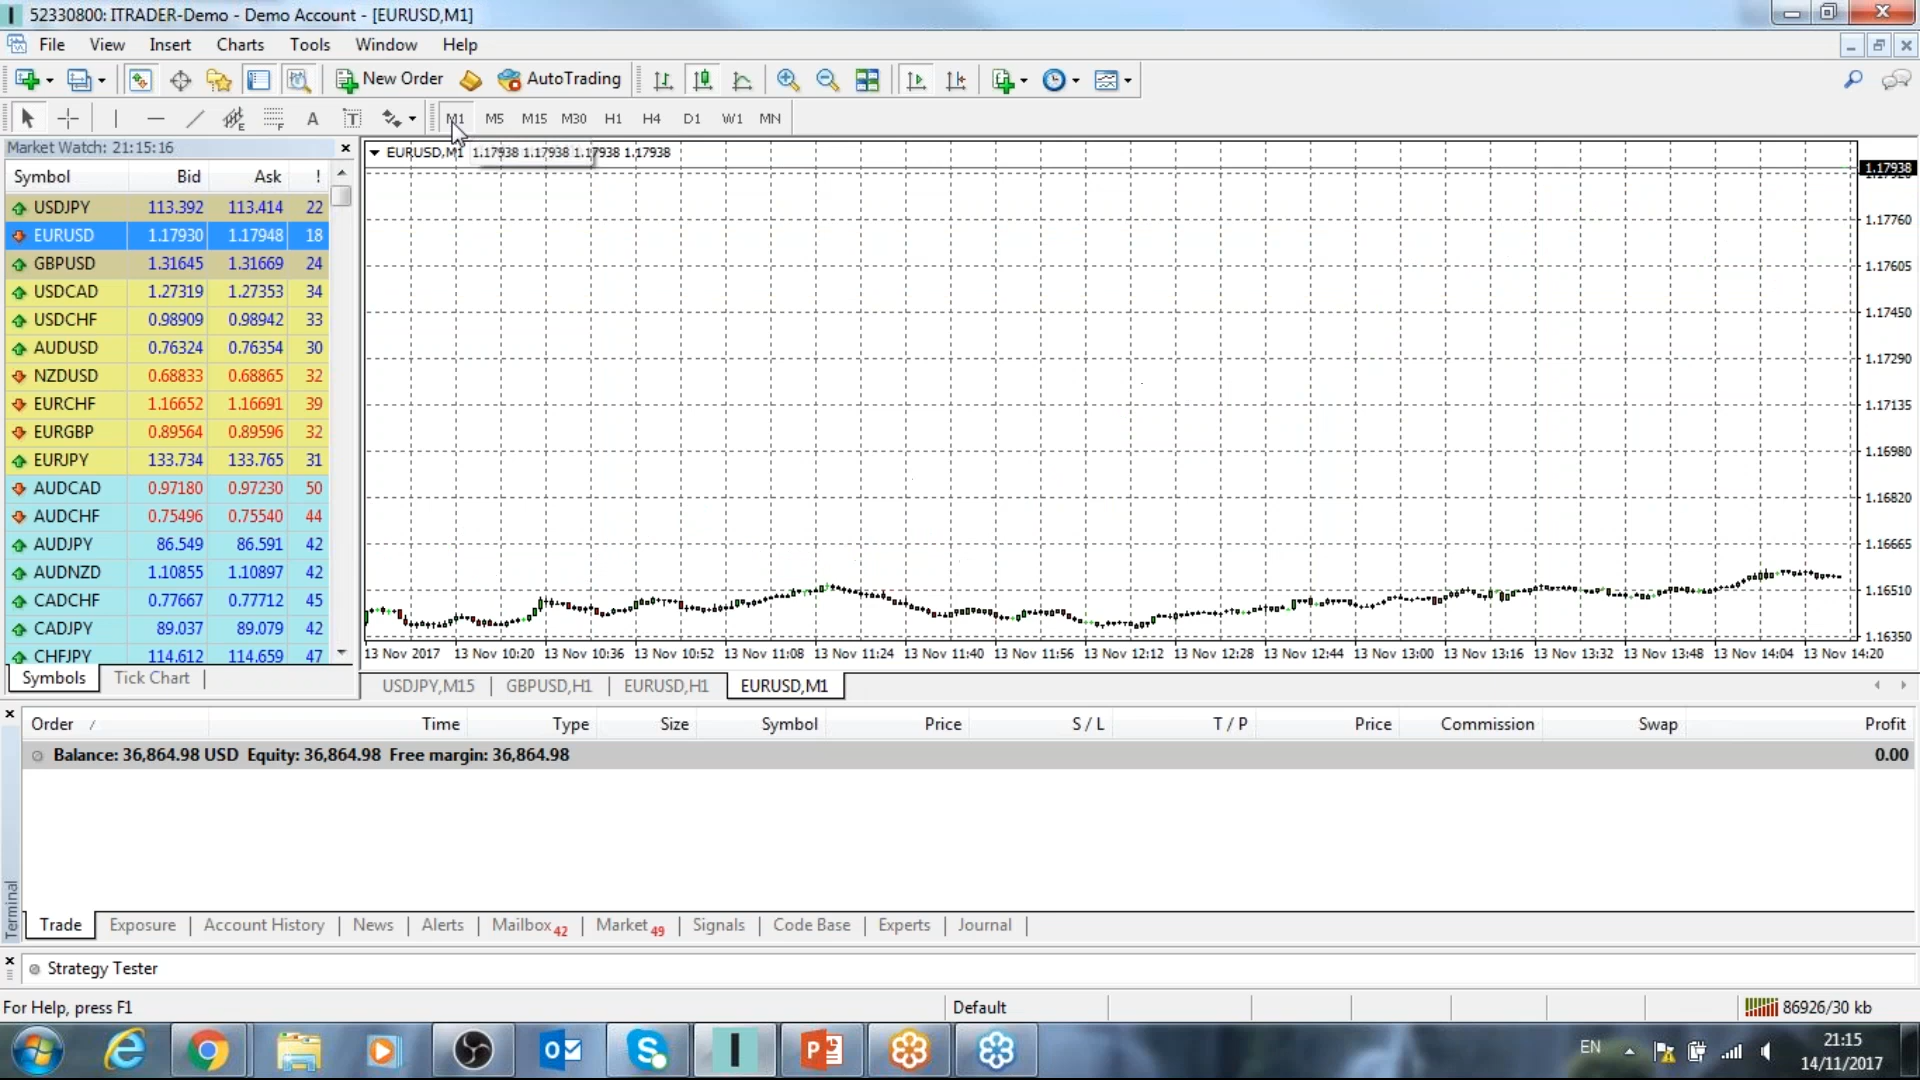 52330800: ITRADER-Demo - Demo Account - [EURUSD,M1]
File View Insert Charts Tools Window Help
New Order AutoTrading
A T M1 M5 M15 M30 H1 H4 D1 W1 MN
Market Watch: 21:15:16
Symbol Bid Ask !
USDJPY 113.392 113.414 22
EURUSD 1.17930 1.17948 18
GBPUSD 1.31645 1.31669 24
USDCAD 1.27319 1.27353 34
USDCHF 0.98909 0.98942 33
AUDUSD 0.76324 0.76354 30
NZDUSD 0.68833 0.68865 32
EURCHF 1.16652 1.16691 39
EURGBP 0.89564 0.89596 32
EURJPY 133.734 133.765 31
AUDCAD 0.97180 0.97230 50
AUDCHF 0.75496 0.75540 44
AUDJPY 86.549 86.591 42
AUDNZD 1.10855 1.10897 42
CADCHF 0.77667 0.77712 45
CADJPY 89.037 89.079 42
CHFJPY 114.612 114.659 47
Symbols Tick Chart
EURUSD,M1 1.17938 1.17938 1.17938 1.17938
1.17938
1.17760
1.17605
1.17450
1.17290
1.17135
1.16980
1.16820
1.16665
1.16510
1.16350
13 Nov 2017 13 Nov 10:20 13 Nov 10:36 13 Nov 10:52 13 Nov 11:08 13 Nov 11:24 13 Nov 11:40 13 Nov 11:56 13 Nov 12:12 13 Nov 12:28 13 Nov 12:44 13 Nov 13:00 13 Nov 13:16 13 Nov 13:32 13 Nov 13:48 13 Nov 14:04 13 Nov 14:20
USDJPY,M15 GBPUSD,H1 EURUSD,H1 EURUSD,M1
Order / Time Type Size Symbol Price S / L T / P Price Commission Swap Profit
Balance: 36,864.98 USD Equity: 36,864.98 Free margin: 36,864.98 0.00
Terminal
Trade Exposure Account History News Alerts Mailbox 42 Market 49 Signals Code Base Experts Journal
Strategy Tester
For Help, press F1 Default 86926/30 kb
EN 21:15
14/11/2017